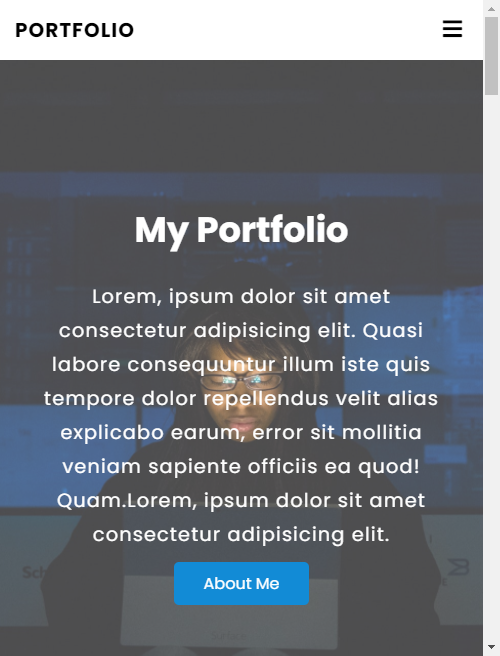 PORTFOLIO
My Portfolio
Lorem, ipsum dolor sit amet
consectetur adipisicing elit. Quasi
labore consequuntur illum iste quis
tempore dolor repellendus velit alias
explicabo earum, error sit mollitia
veniam sapiente officiis ea quod!
Quam.Lorem, ipsum dolor sit amet
consectetur adipisicing elit.
About Me